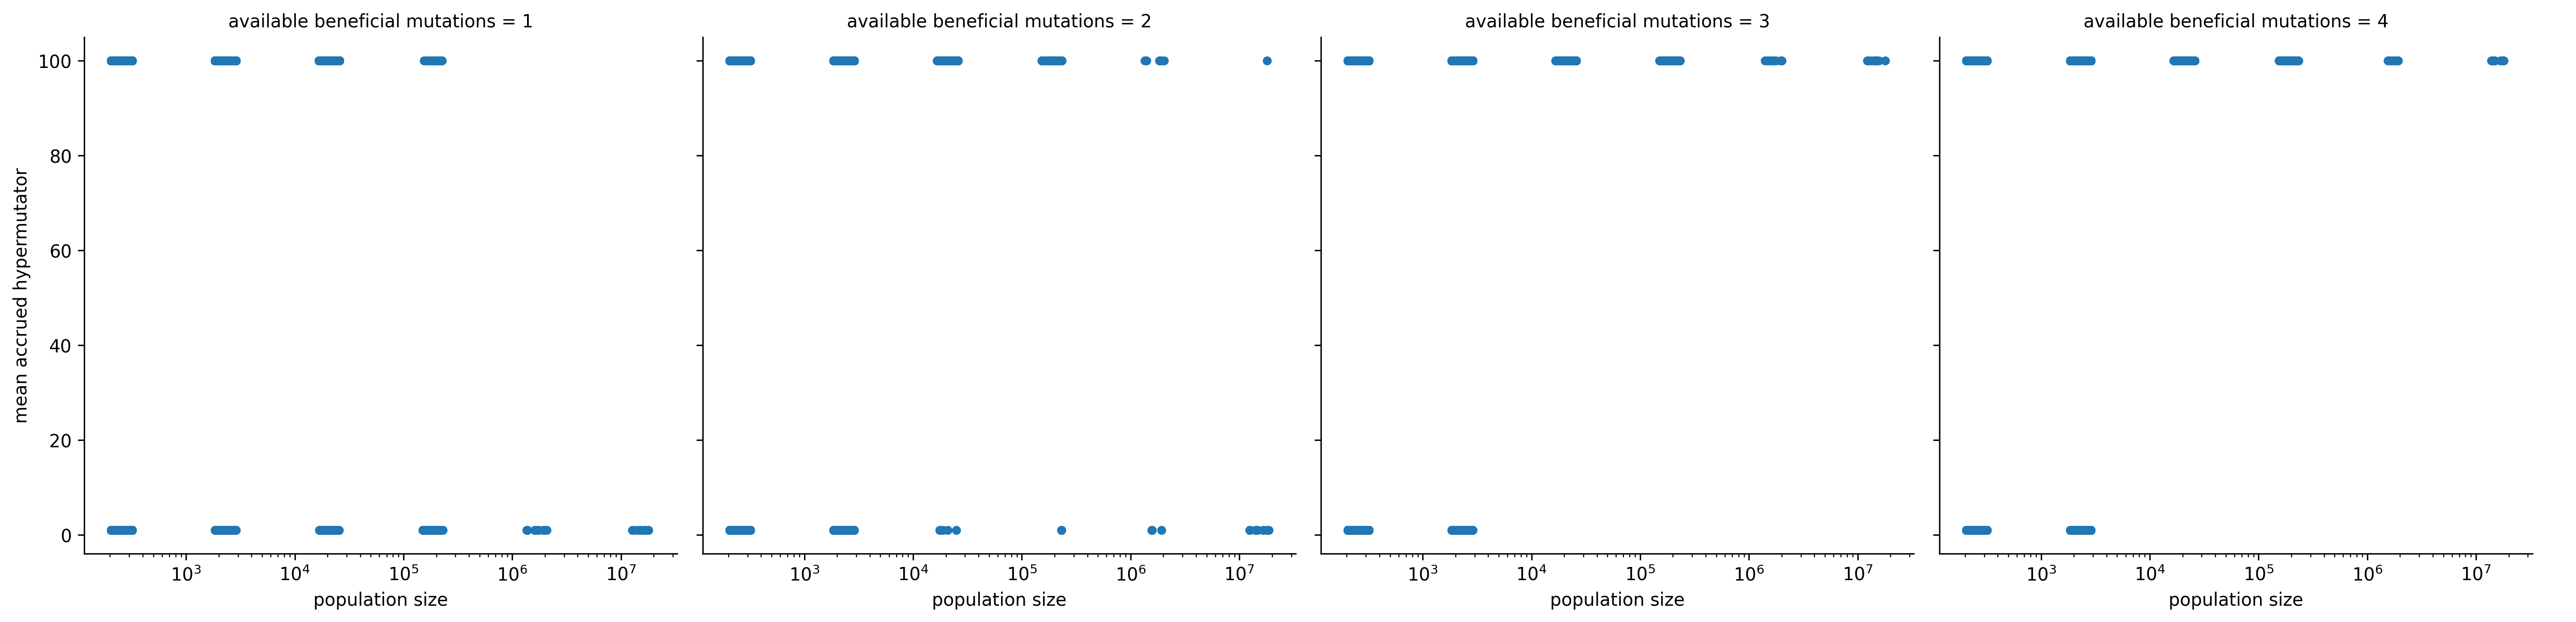 available beneficial mutations = 1
available beneficial mutations = 2
available beneficial mutations = 3
available beneficial mutations = 4
mean accrued hypermutator
100
80
60
40
20
0
10³ 10⁴ 10⁵ 10⁶ 10⁷
10³ 10⁴ 10⁵ 10⁶ 10⁷
10³ 10⁴ 10⁵ 10⁶ 10⁷
10³ 10⁴ 10⁵ 10⁶ 10⁷
population size
population size
population size
population size